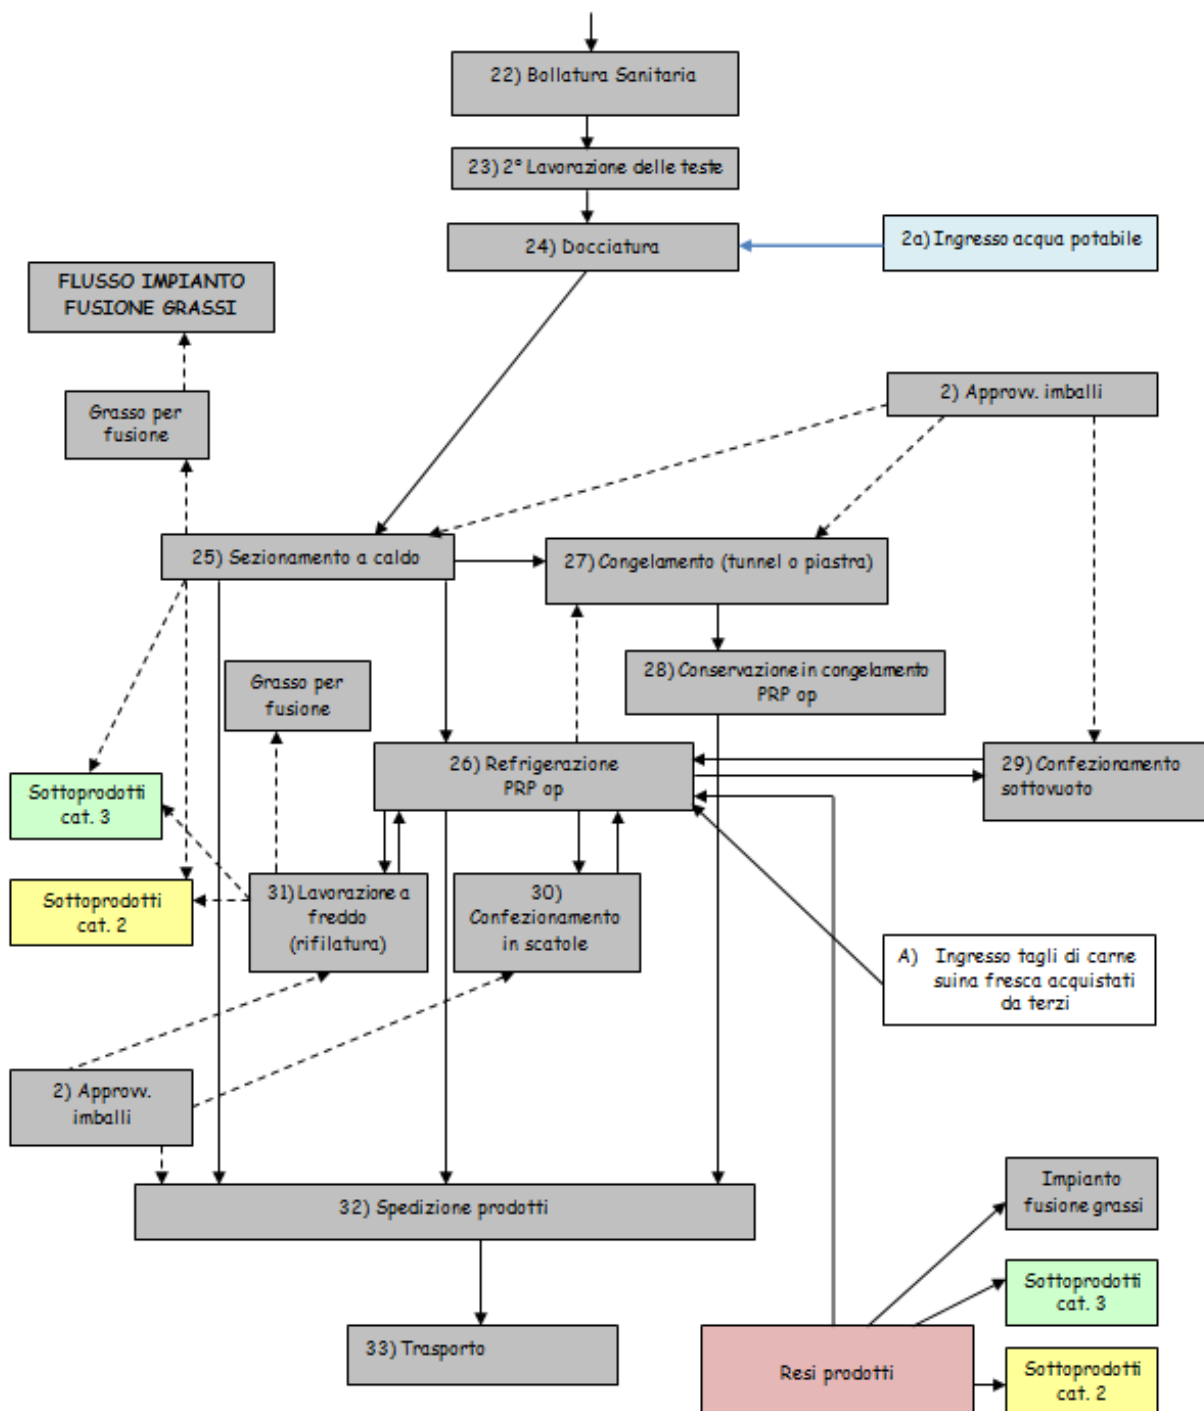 22) Bollatura Sanitaria
23) 2° Lavorazione delle teste
24) Docciatura
2a) Ingresso acqua potabile
FLUSSO IMPIANTO
FUSIONE GRASSI
Grasso per
fusione
2) Approvv. imballi
25) Sezionamento a caldo
27) Congelamento (tunnel o piastra)
28) Conservazione in congelamento
PRP op
Grasso per
fusione
26) Refrigerazione
PRP op
29) Confezionamento
sottovuoto
Sottoprodotti
cat. 3
Sottoprodotti
cat. 2
31) Lavorazione a
freddo
(rifilatura)
30)
Confezionamento
in scatole
A) Ingresso tagli di carne
suina fresca acquistati
da terzi
2) Approvv.
imballi
32) Spedizione prodotti
Impianto
fusione grassi
Sottoprodotti
cat. 3
33) Trasporto
Resi prodotti
Sottoprodotti
cat. 2